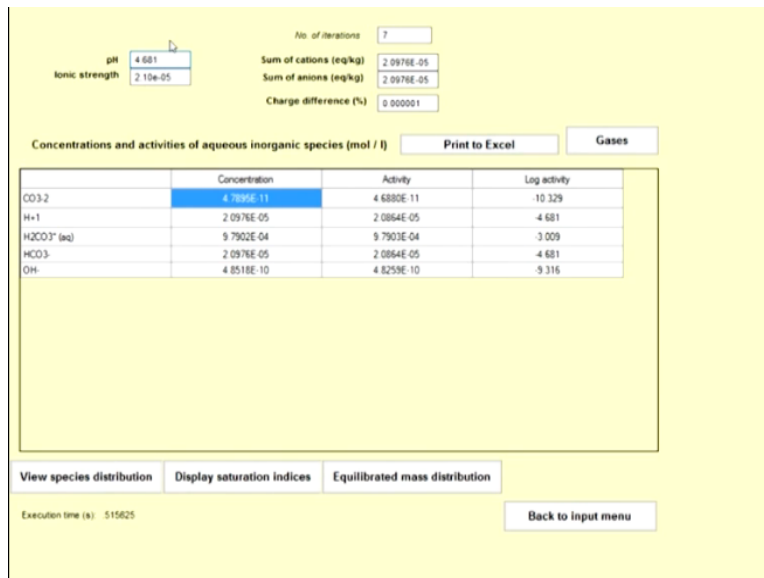 No. of iterations 7
pH 4.681 Sum of cations (eq/kg) 2.0976E-05
Ionic strength 2.10e-05 Sum of anions (eq/kg) 2.0976E-05
Charge difference (%) 0.000001
Concentrations and activities of aqueous inorganic species (mol / l) Print to Excel Gases
Concentration Activity Log activity
CO3-2 4.7895E-11 4.6880E-11 -10.329
H+1 2.0976E-05 2.0864E-05 -4.681
H2CO3* (aq) 9.7902E-04 9.7903E-04 -3.009
HCO3- 2.0976E-05 2.0864E-05 -4.681
OH- 4.8518E-10 4.8259E-10 -9.316
View species distribution Display saturation indices Equilibrated mass distribution
Execution time (s) 515625 Back to input menu